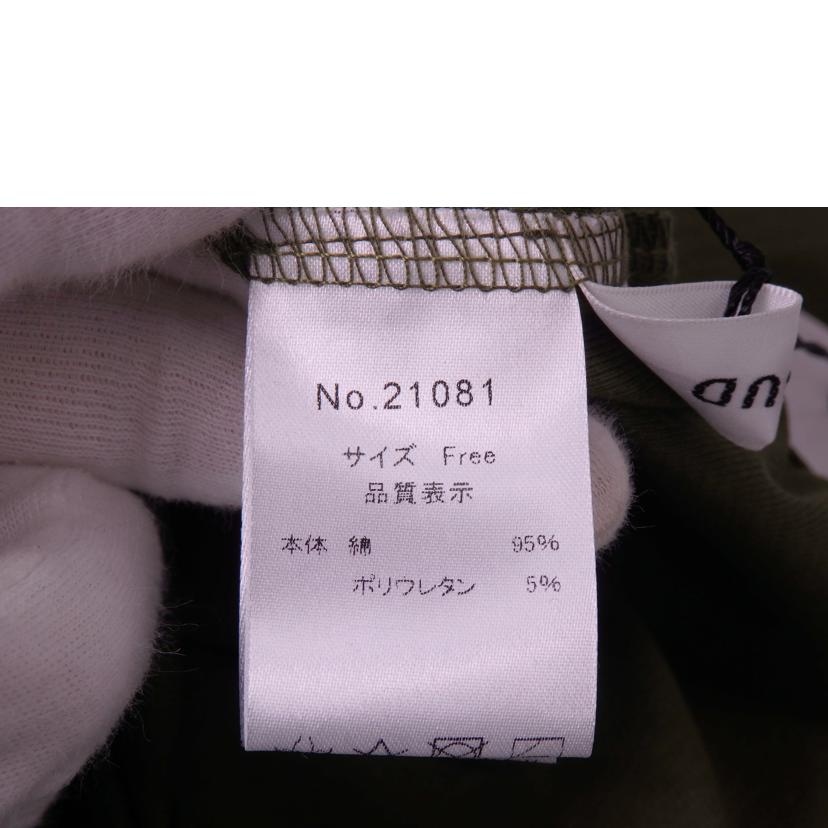 No.21081
サイズ Free
品質表示
本体 綿 95%
ポリウレタン 5%